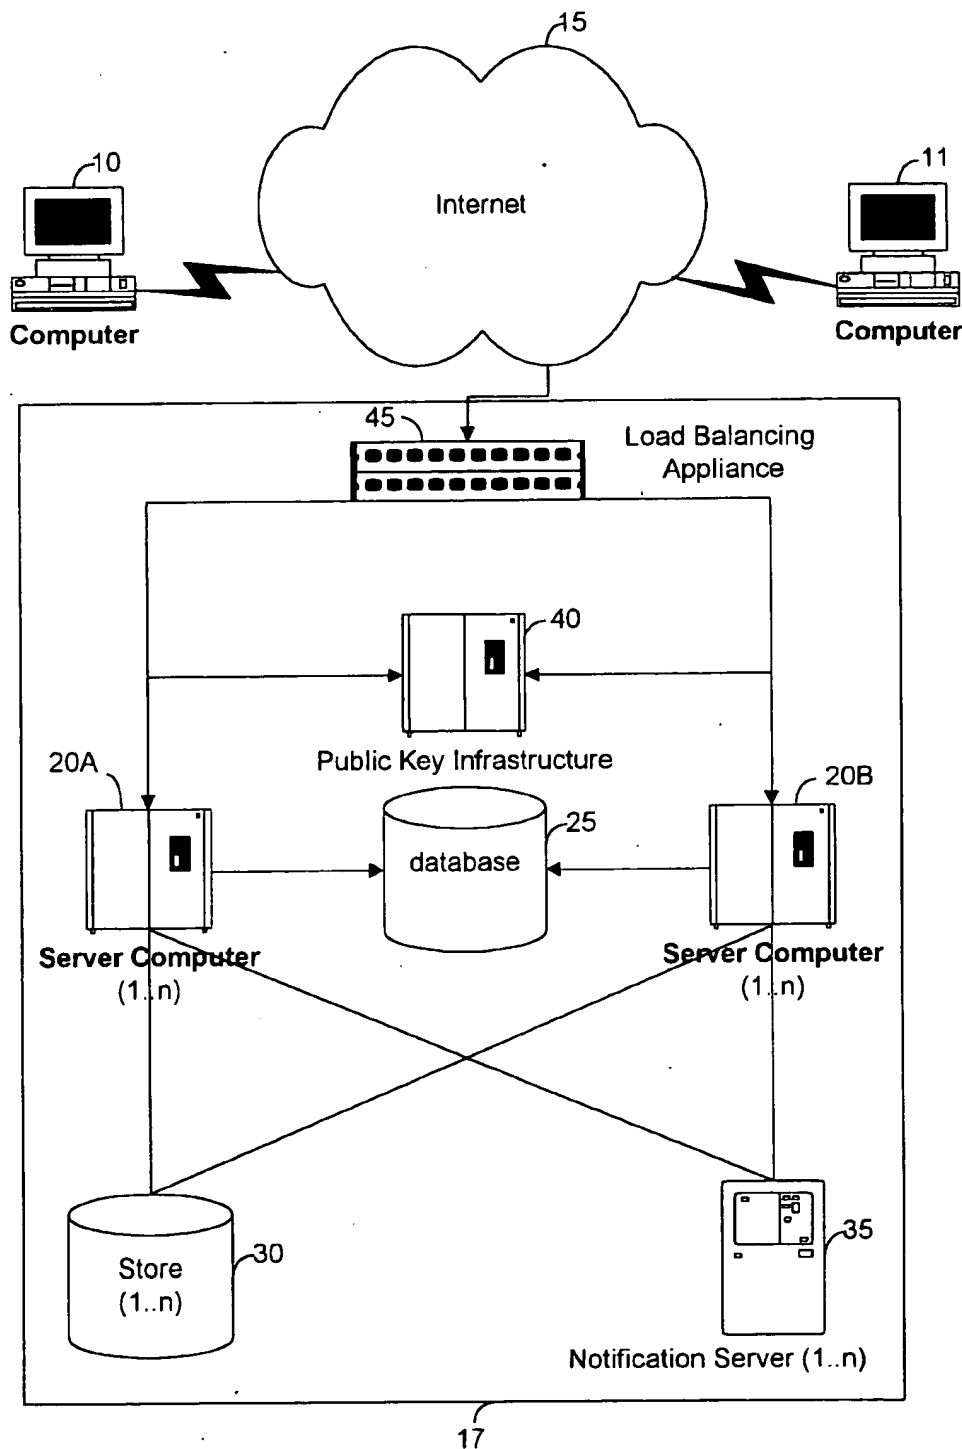 15
10
11
Internet
Computer
Computer
45
Load Balancing
Appliance
40
Public Key Infrastructure
20A
20B
25
database
Server Computer
(1..n)
Server Computer
(1..n)
Store
(1..n)
30
35
Notification Server (1..n)
17